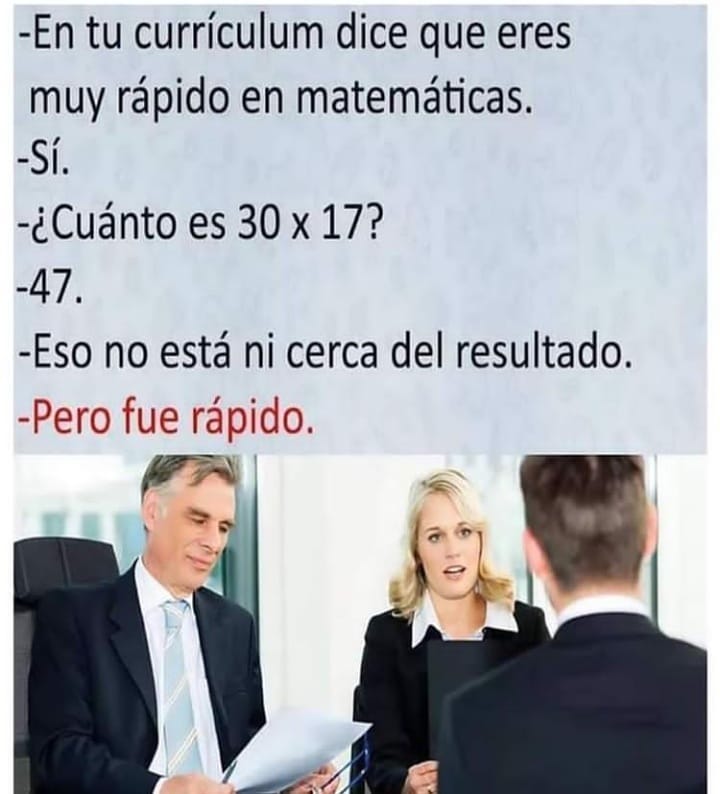 -En tu currículum dice que eres
muy rápido en matemáticas.
-Sí.
-¿Cuánto es 30 x 17?
-47.
-Eso no está ni cerca del resultado.
-Pero fue rápido.